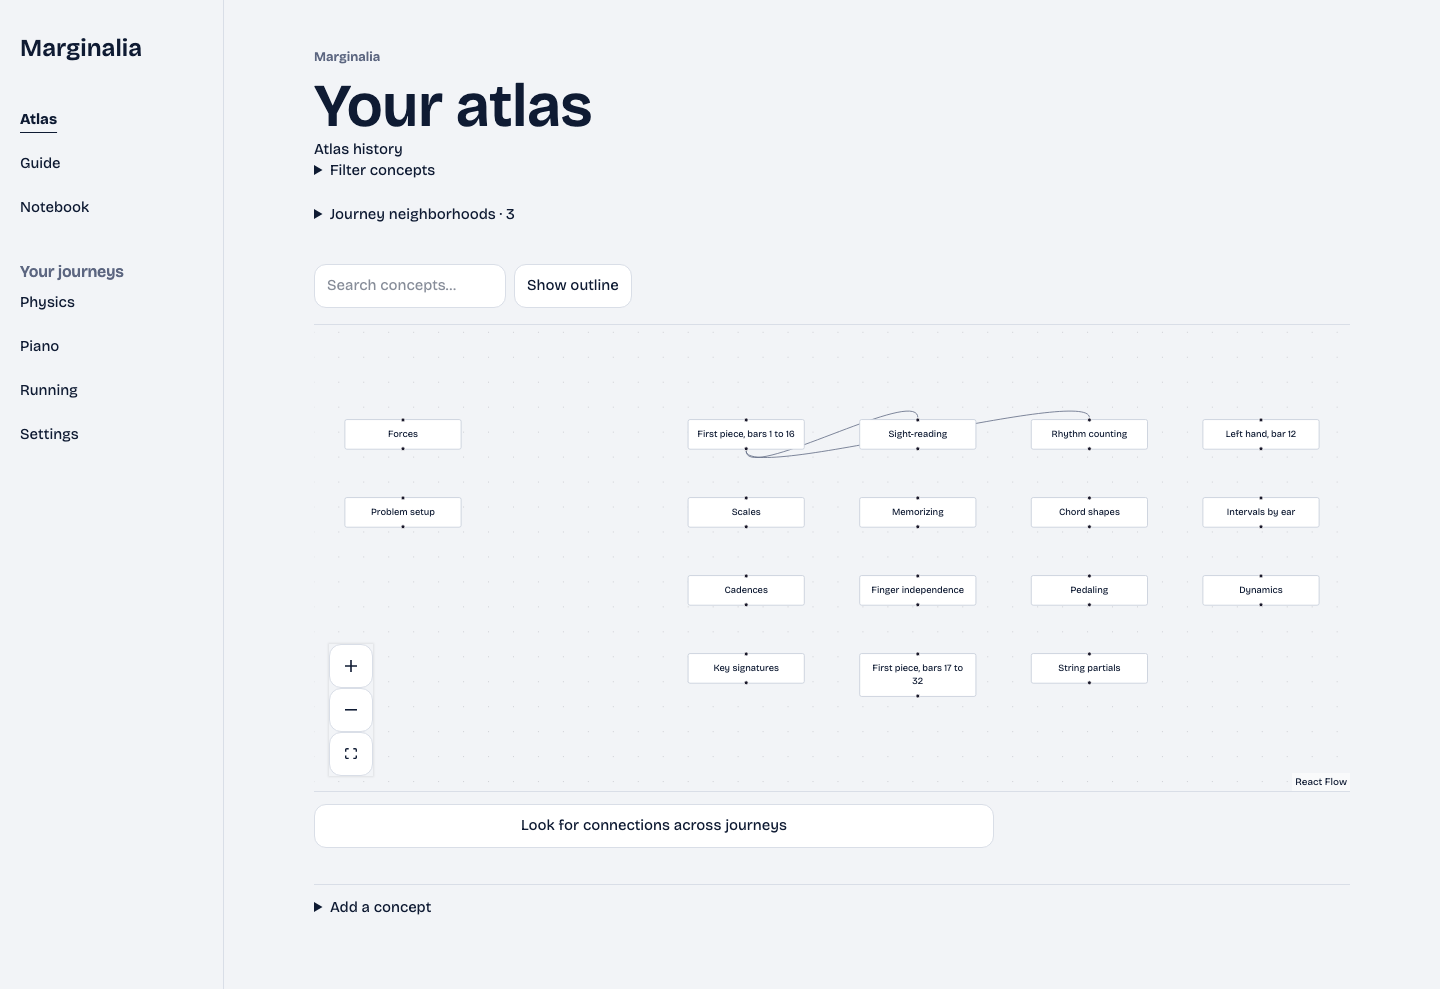 Marginalia
Atlas
Guide
Notebook
Your journeys
Physics
Piano
Running
Settings
Marginalia
Your atlas
Atlas history
Filter concepts
Journey neighborhoods · 3
Search concepts...
Show outline
Forces
First piece, bars 1 to 16
Sight-reading
Rhythm counting
Left hand, bar 12
Problem setup
Scales
Memorizing
Chord shapes
Intervals by ear
Cadences
Finger independence
Pedaling
Dynamics
Key signatures
First piece, bars 17 to
32
String partials
React Flow
Look for connections across journeys
Add a concept